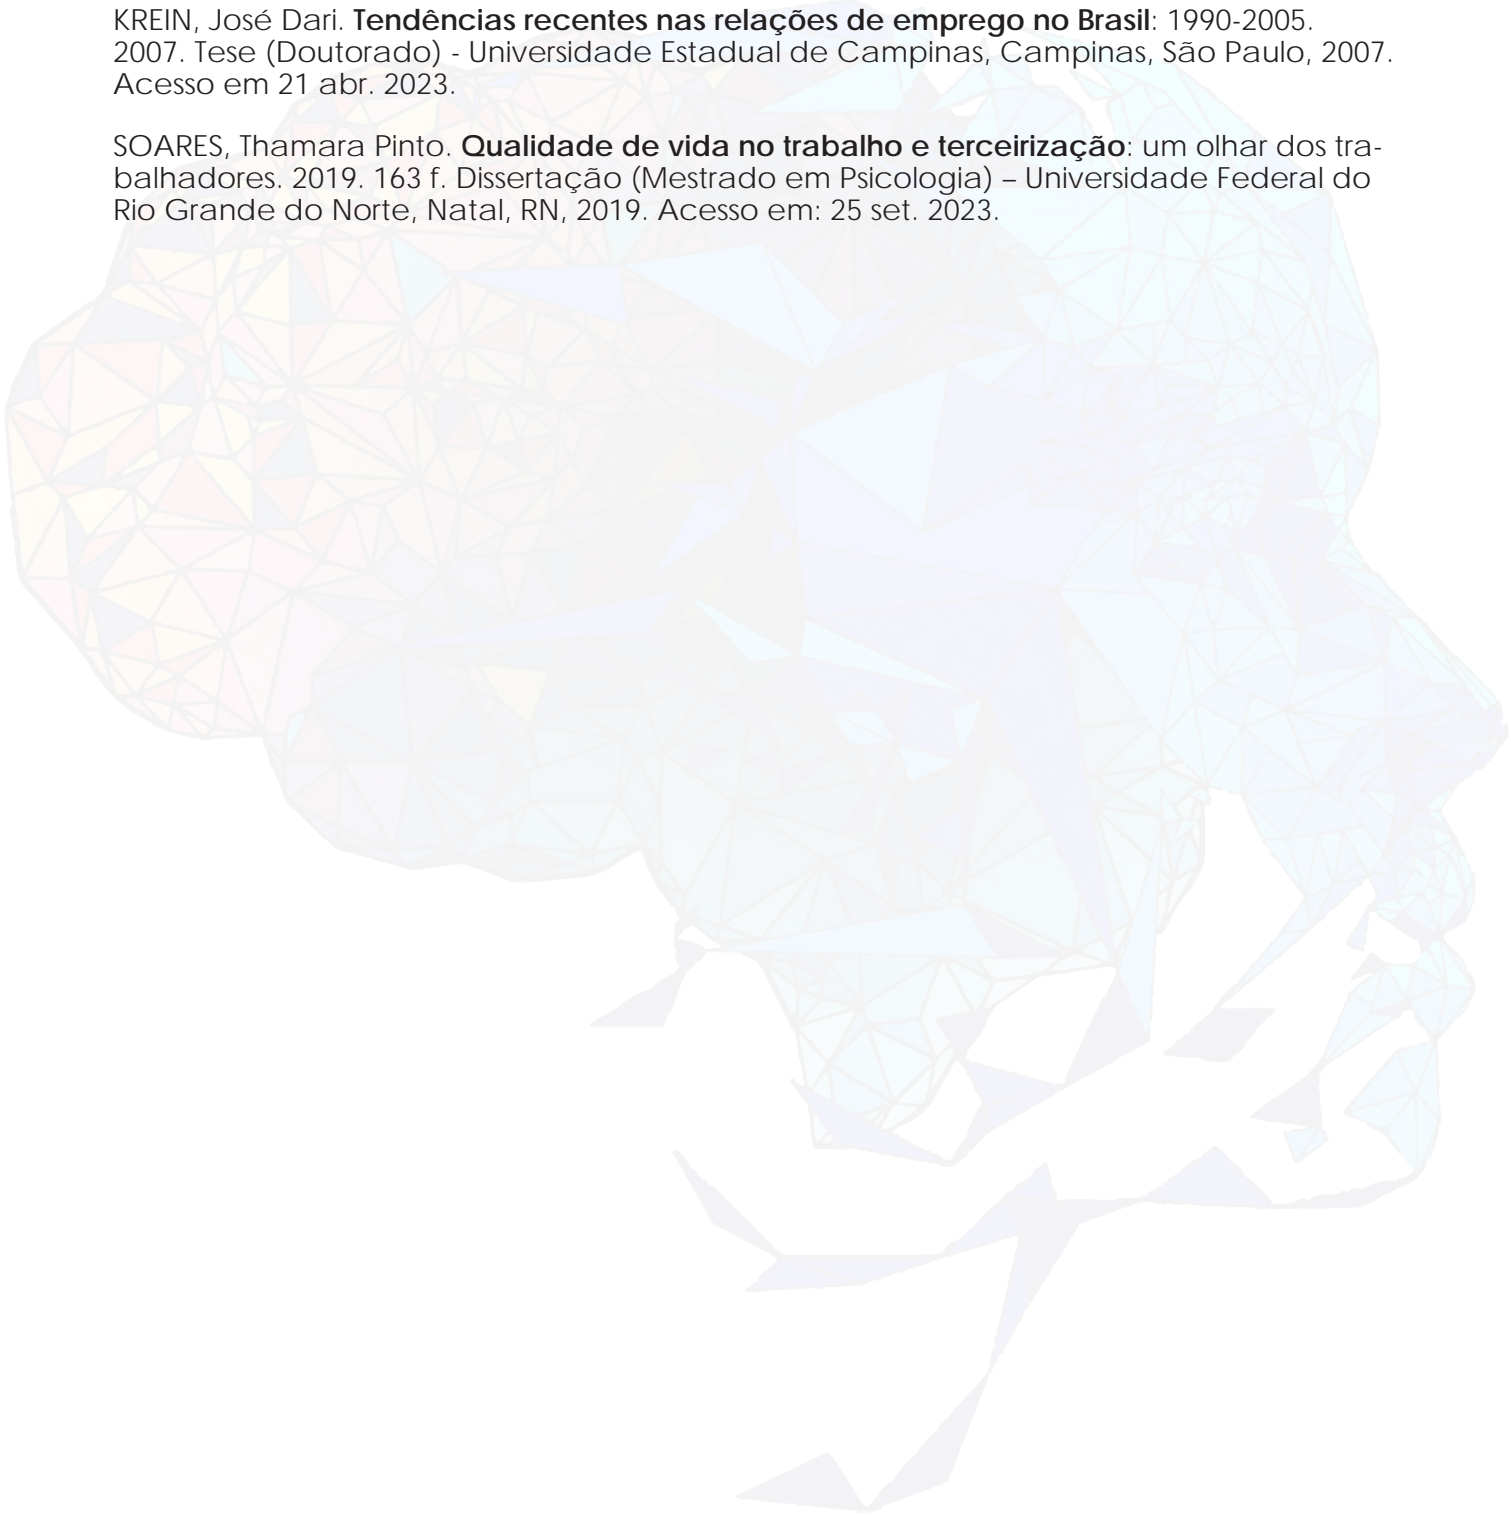 KREIN, José Dari. Tendências recentes nas relações de emprego no Brasil: 1990-2005.
2007. Tese (Doutorado) - Universidade Estadual de Campinas, Campinas, São Paulo, 2007.
Acesso em 21 abr. 2023.
SOARES, Thamara Pinto. Qualidade de vida no trabalho e terceirização: um olhar dos tra-
balhadores. 2019. 163 f. Dissertação (Mestrado em Psicologia) – Universidade Federal do
Rio Grande do Norte, Natal, RN, 2019. Acesso em: 25 set. 2023.